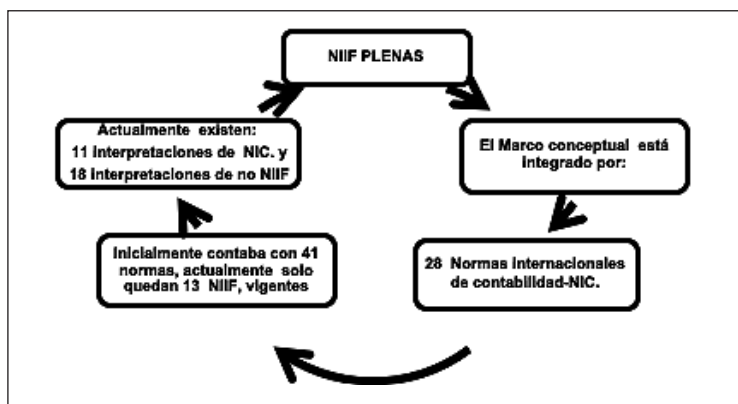 NIIF PLENAS
El Marco conceptual está
integrado por:
28 Normas internacionales
de contabilidad-NIC.
Inicialmente contaba con 41
normas, actualmente solo
quedan 13 NIIF, vigentes
Actualmente existen:
11 interpretaciones de NIC. y
18 interpretaciones de no NIIF